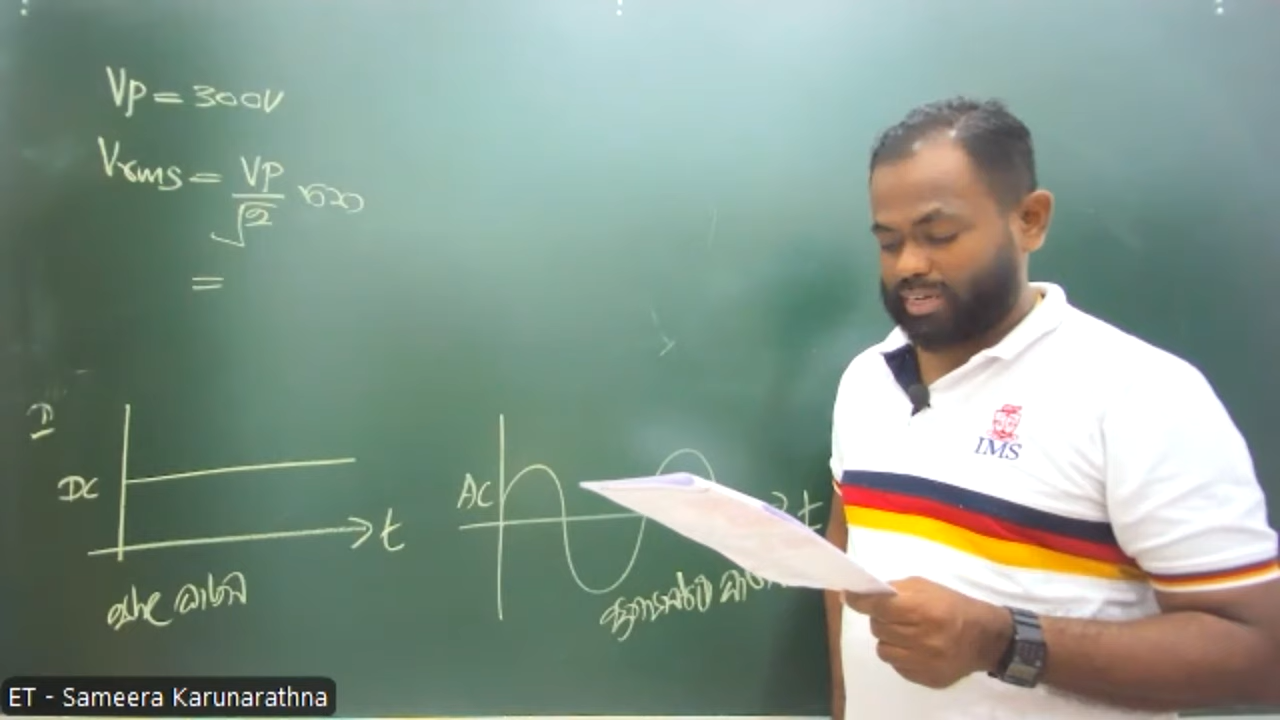 Vp = 300V
Vrms = Vp/√2
=
I
DC
t
AC
t
IMS
ET - Sameera Karunarathna